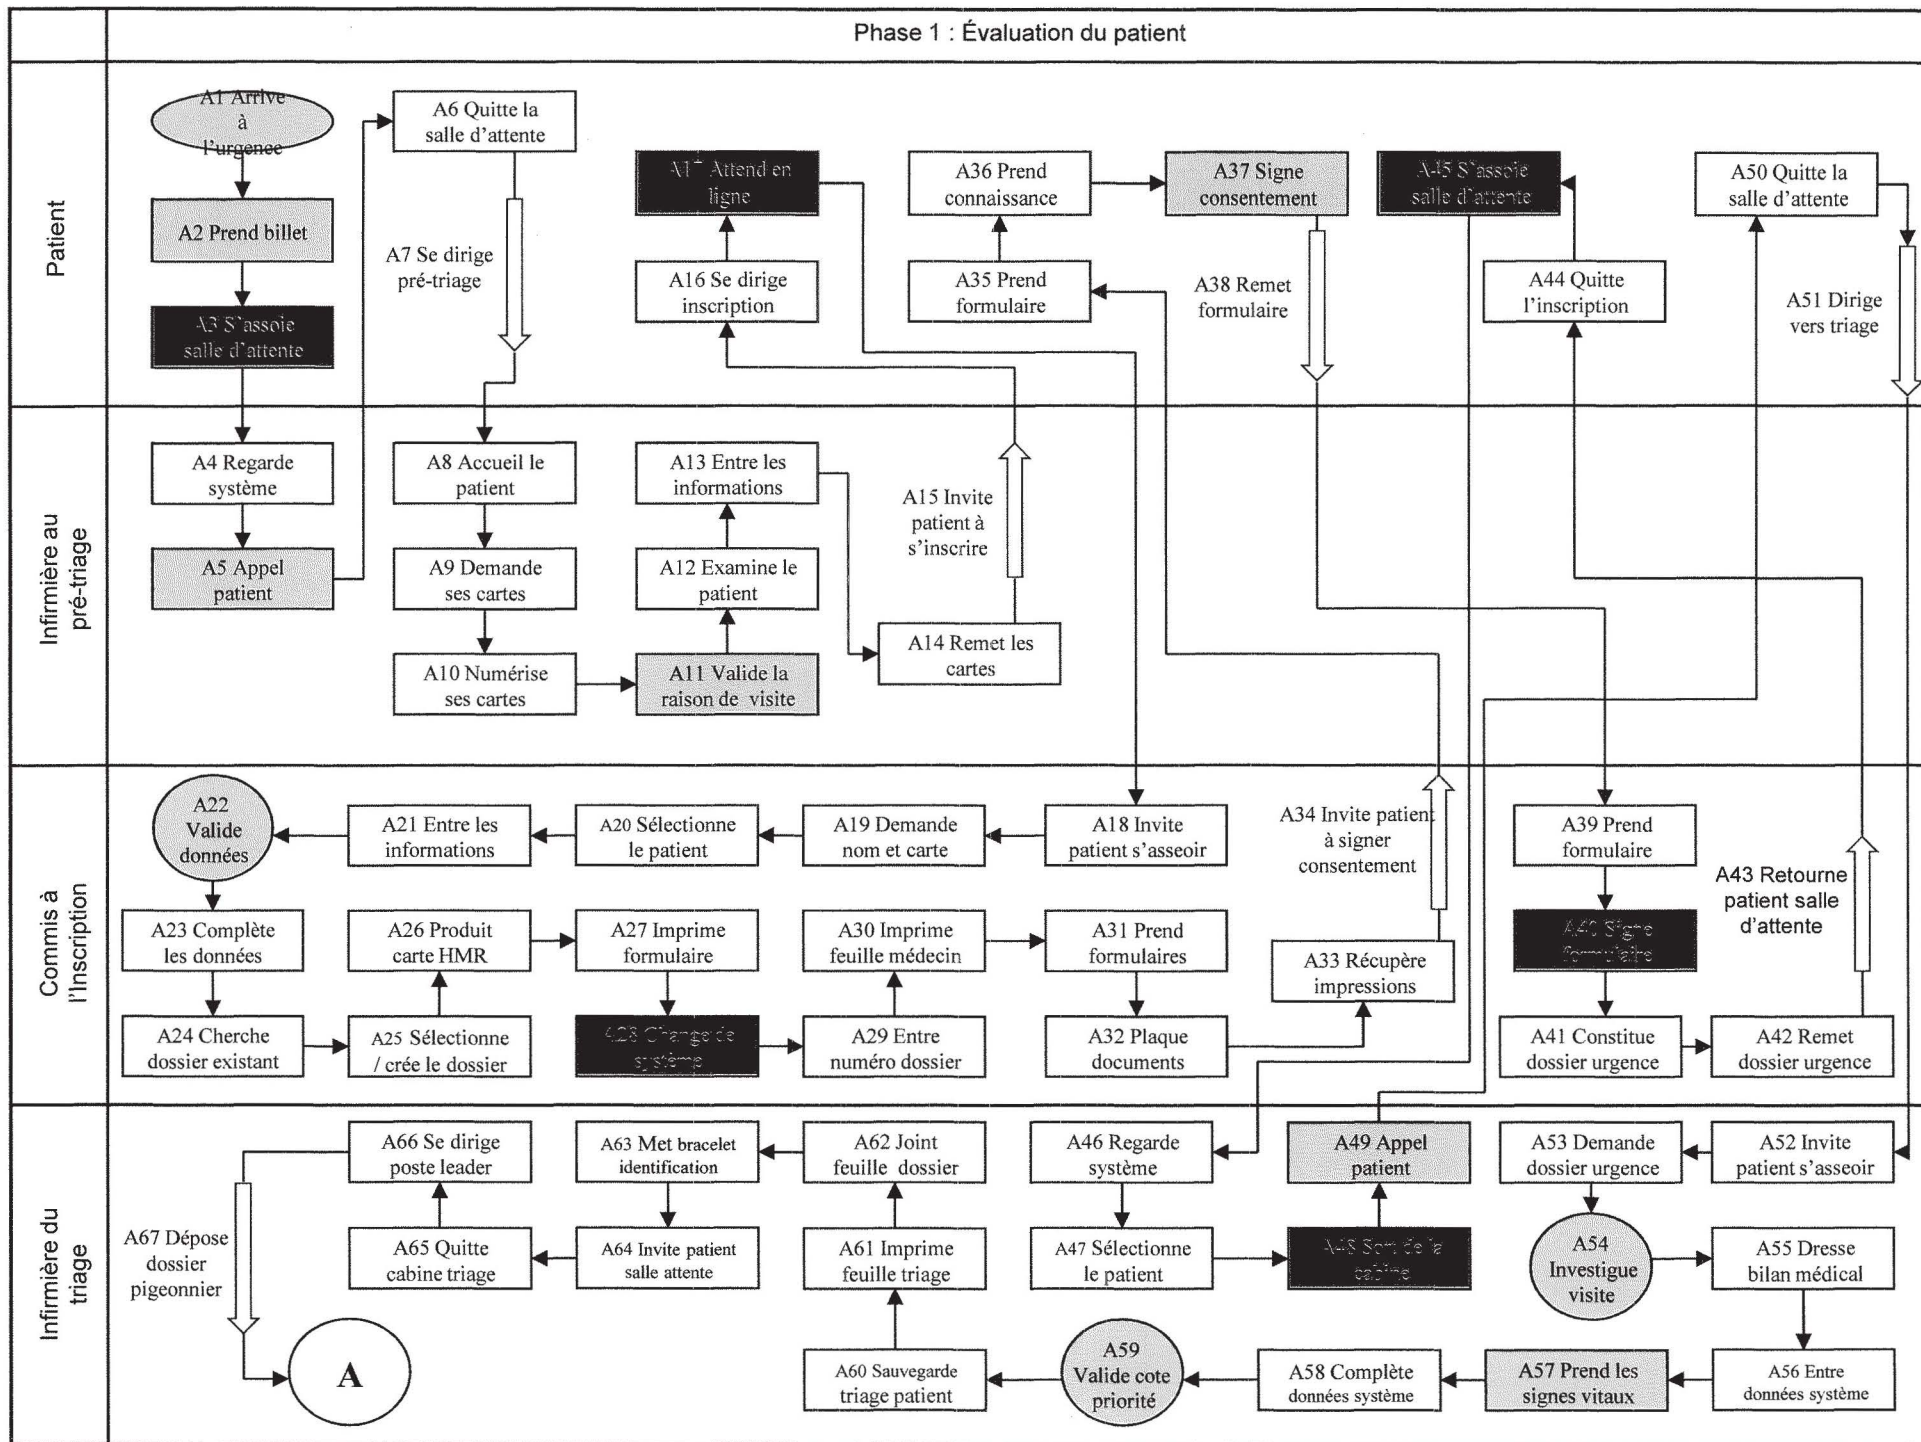 Phase 1 : Évaluation du patient
Patient
A1 Arrive
à
l'urgence
A2 Prend billet
A3 S'assoie
salle d'attente
A6 Quitte la
salle d'attente
A7 Se dirige
pré-triage
Attend en
ligne
A16 Se dirige
inscription
A36 Prend
connaissance
A35 Prend
formulaire
A37 Signe
consentement
A38 Remet
formulaire
A45 S'assoie
salle d'attente
A44 Quitte
l'inscription
A50 Quitte la
salle d'attente
A51 Dirige
vers triage
Infirmière au
pré-triage
A4 Regarde
système
A5 Appel
patient
A8 Accueil le
patient
A9 Demande
ses cartes
A10 Numérise
ses cartes
A13 Entre les
informations
A12 Examine le
patient
A11 Valide la
raison de visite
A15 Invite
patient à
s'inscrire
A14 Remet les
cartes
Commis à
l'Inscription
A22
Valide
données
A21 Entre les
informations
A20 Sélectionne
le patient
A19 Demande
nom et carte
A18 Invite
patient s'asseoir
A34 Invite patient
à signer
consentement
A39 Prend
formulaire
A43 Retourne
patient salle
d'attente
A23 Complète
les données
A26 Produit
carte HMR
A27 Imprime
formulaire
A30 Imprime
feuille médecin
A31 Prend
formulaires
A33 Récupère
impressions
A40 Signe
formulaire
A24 Cherche
dossier existant
A25 Sélectionne
/ crée le dossier
A28 Change de
système
A29 Entre
numéro dossier
A32 Plaque
documents
A41 Constitue
dossier urgence
A42 Remet
dossier urgence
Infirmière du
triage
A66 Se dirige
poste leader
A63 Met bracelet
identification
A62 Joint
feuille dossier
A46 Regarde
système
A49 Appel
patient
A53 Demande
dossier urgence
A52 Invite
patient s'asseoir
A67 Dépose
dossier
pigeonnier
A65 Quitte
cabine triage
A64 Invite patient
salle attente
A61 Imprime
feuille triage
A47 Sélectionne
le patient
A48 Sort de la
cabine
A54
Investigue
visite
A55 Dresse
bilan médical
A
A60 Sauvegarde
triage patient
A59
Valide cote
priorité
A58 Complète
données système
A57 Prend les
signes vitaux
A56 Entre
données système